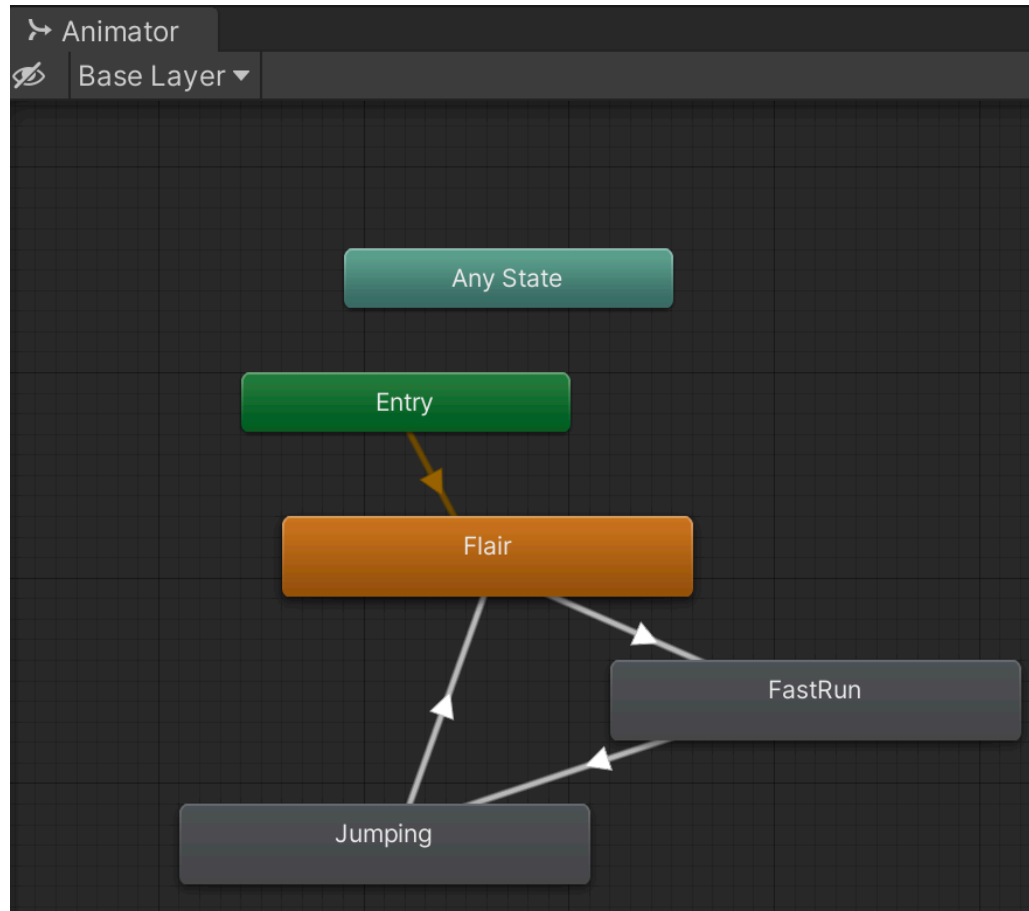 Animator
Base Layer
Any State
Entry
Flair
FastRun
Jumping